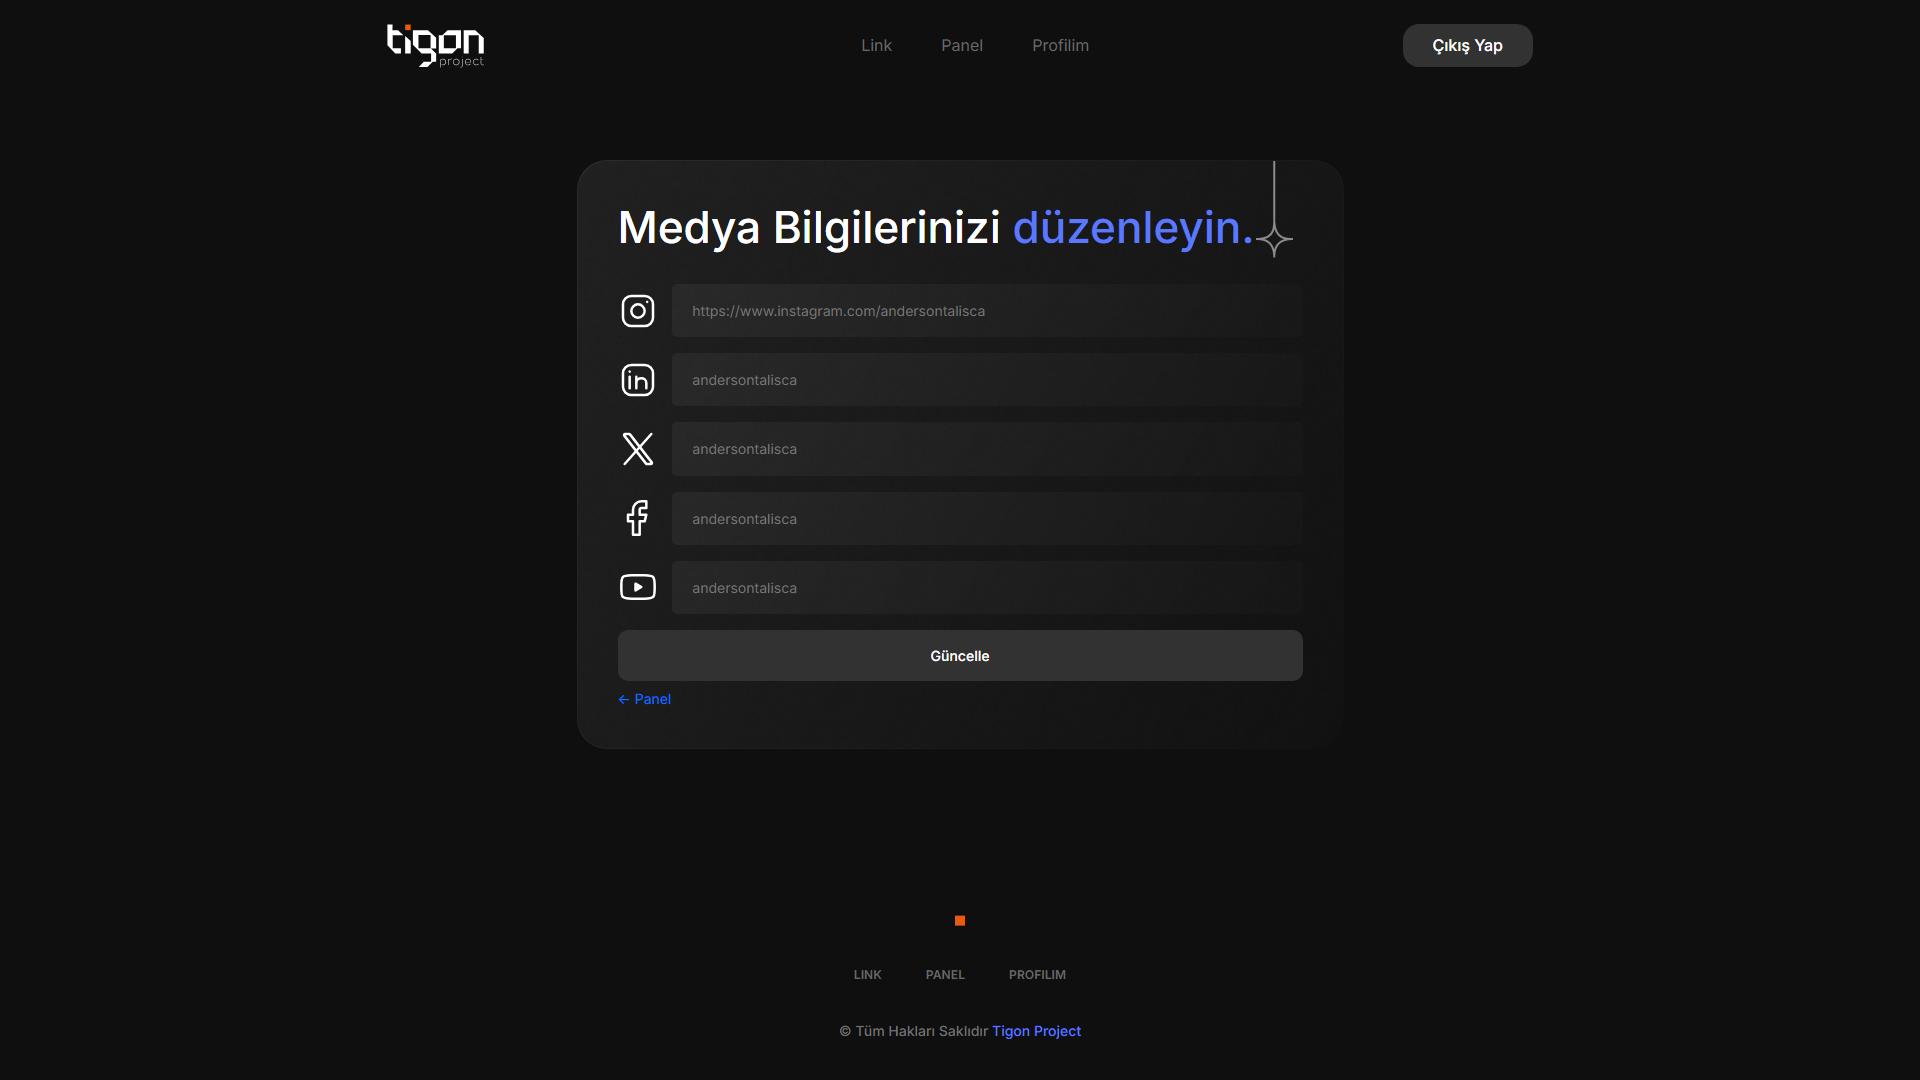 tigon
project
Link
Panel
Profilim
Çıkış Yap
Medya Bilgilerinizi düzenleyin.
https://www.instagram.com/andersontalisca
in
andersontalisca
andersontalisca
andersontalisca
andersontalisca
Güncelle
← Panel
LINK
PANEL
PROFILIM
© Tüm Hakları Saklıdır Tigon Project